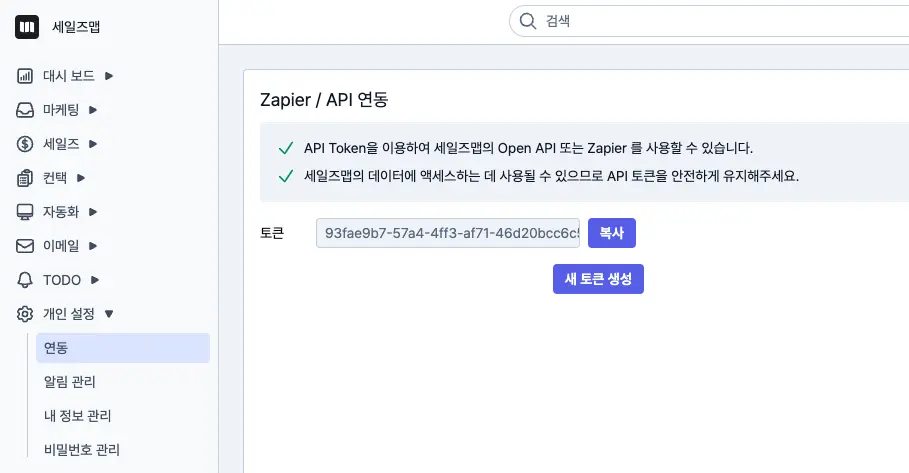 세일즈맵
검색
대시 보드
마케팅
세일즈
컨택
자동화
이메일
TODO
개인 설정
연동
알림 관리
내 정보 관리
비밀번호 관리
Zapier / API 연동
API Token을 이용하여 세일즈맵의 Open API 또는 Zapier 를 사용할 수 있습니다.
세일즈맵의 데이터에 액세스하는 데 사용될 수 있으므로 API 토큰을 안전하게 유지해주세요.
토큰 93fae9b7-57a4-4ff3-af71-46d20bcc6c5 복사
새 토큰 생성